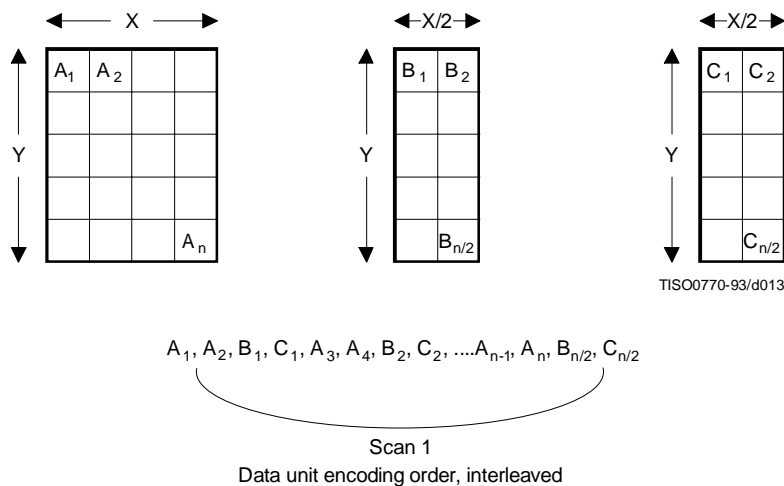 X X/2 X/2
A1 A2 B1 B2 C1 C2
Y Y Y
An Bn/2 Cn/2
TISO0770-93/d013
A1, A2, B1, C1, A3, A4, B2, C2, ....An-1, An, Bn/2, Cn/2
Scan 1
Data unit encoding order, interleaved